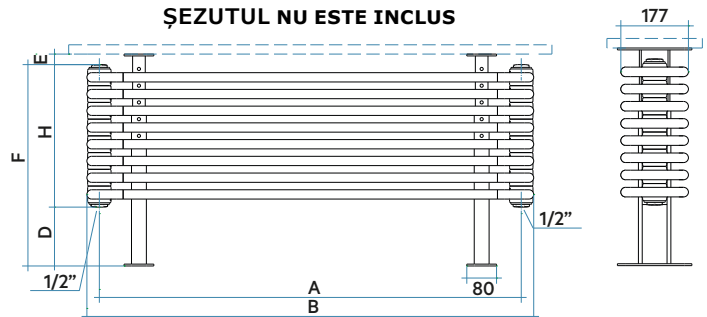 ȘEZUTUL NU ESTE INCLUS
177
E
H
F
D
1/2”
1/2”
A
80
B